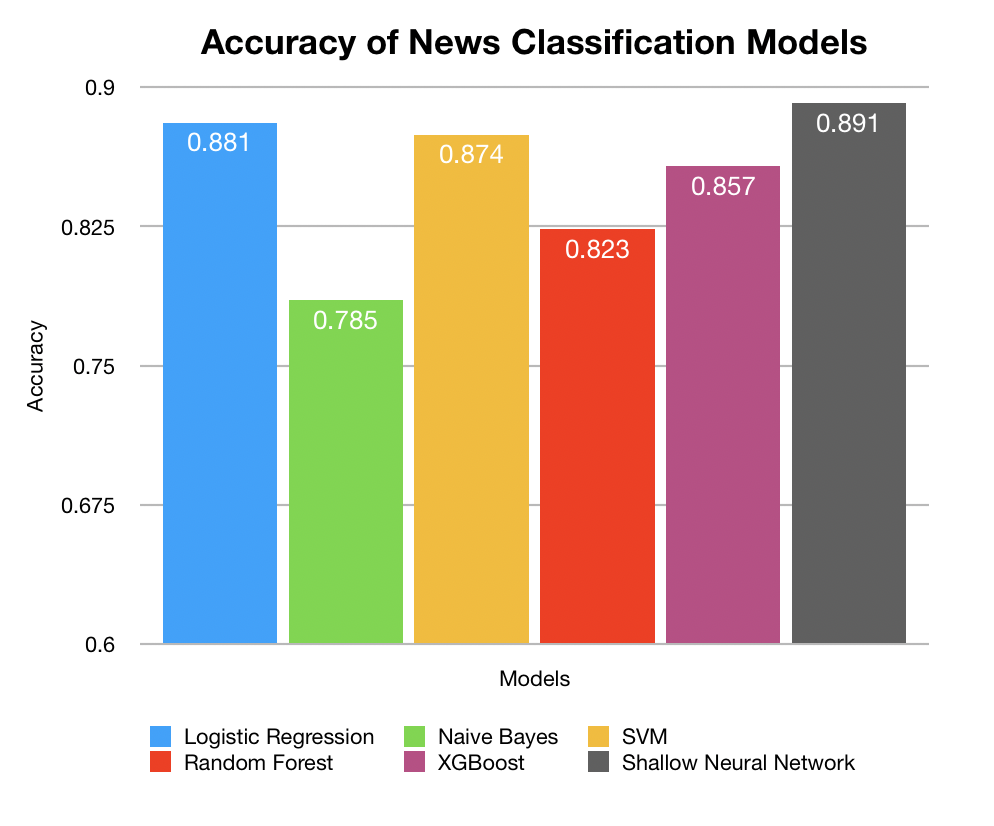 Accuracy of News Classification Models
0.9
0.825
0.75
0.675
0.6
Accuracy
0.881
0.785
0.874
0.823
0.857
0.891
Models
Logistic Regression
Naive Bayes
SVM
Random Forest
XGBoost
Shallow Neural Network